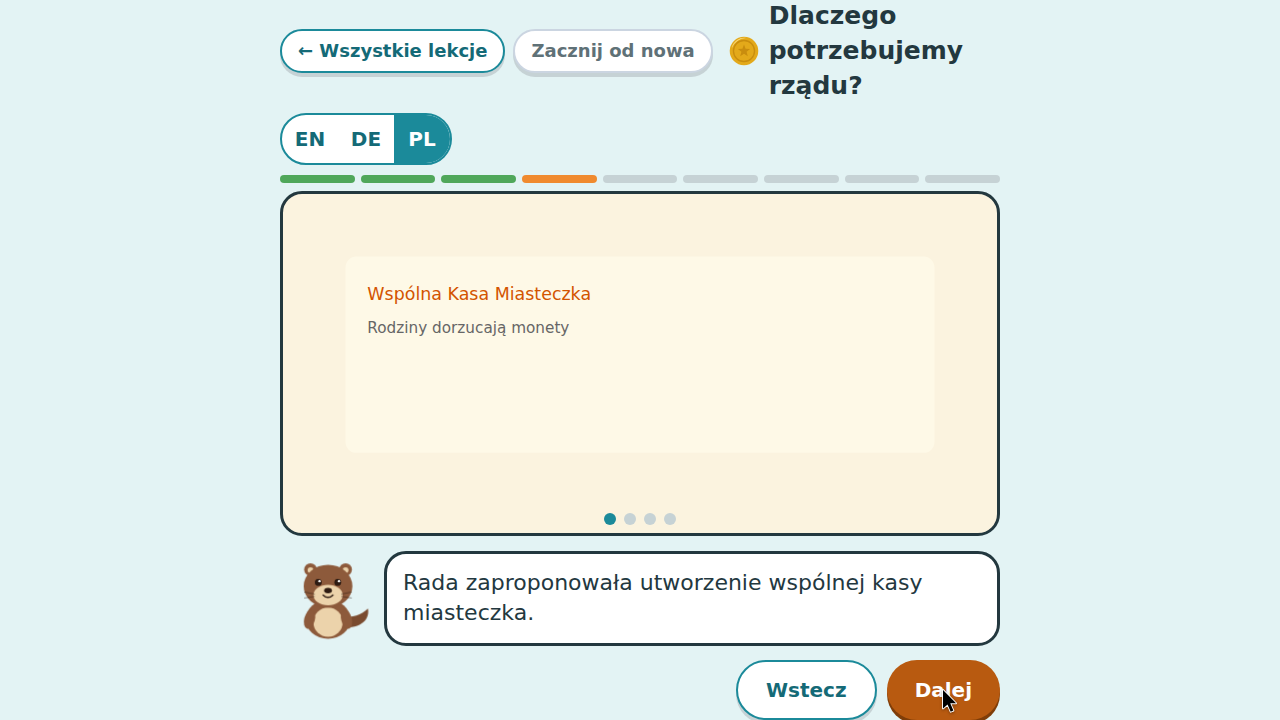 ← Wszystkie lekcje
Zacznij od nowa
Dlaczego
potrzebujemy
rządu?
EN DE PL
Wspólna Kasa Miasteczka
Rodziny dorzucają monety
Rada zaproponowała utworzenie wspólnej kasy
miasteczka.
Wstecz
Dalej